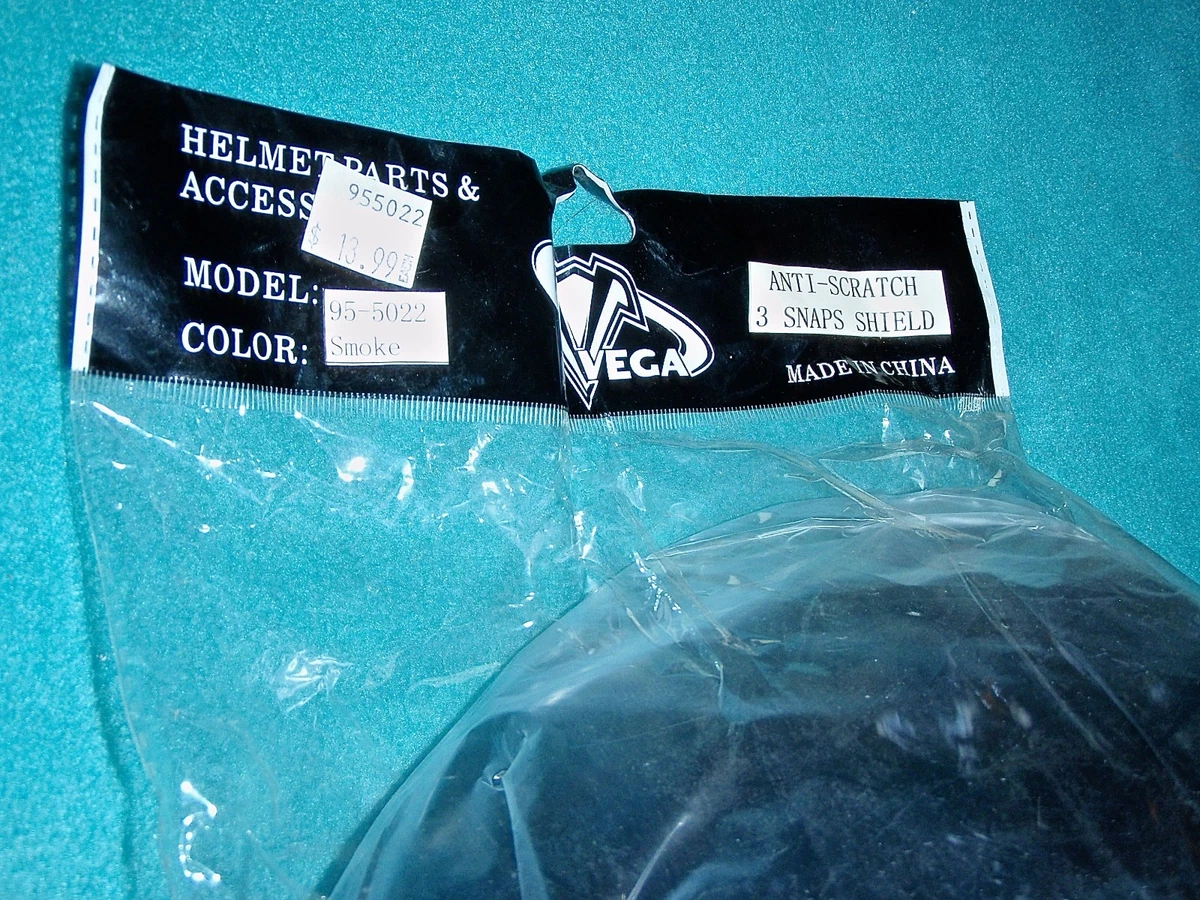 HELMET PARTS &
ACCESS
955022
$ 13.99
MODEL:
95-5022
COLOR:
Smoke
VEGA
ANTI-SCRATCH
3 SNAPS SHIELD
MADE IN CHINA